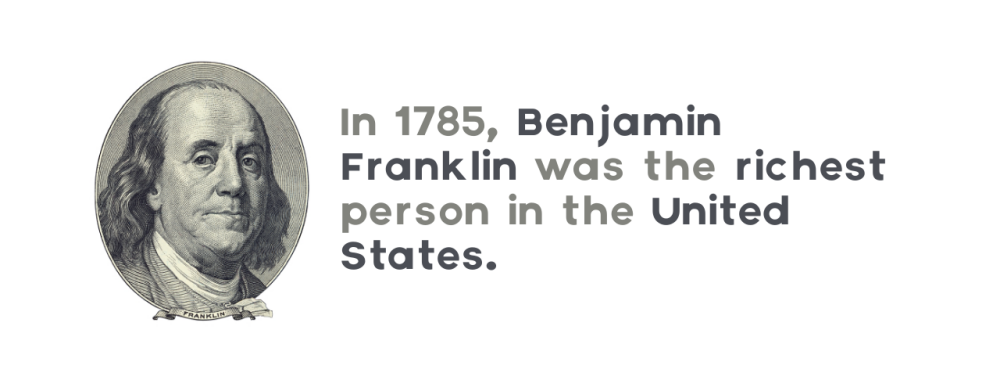 In 1785, Benjamin
Franklin was the richest
person in the United
States.
FRANKLIN